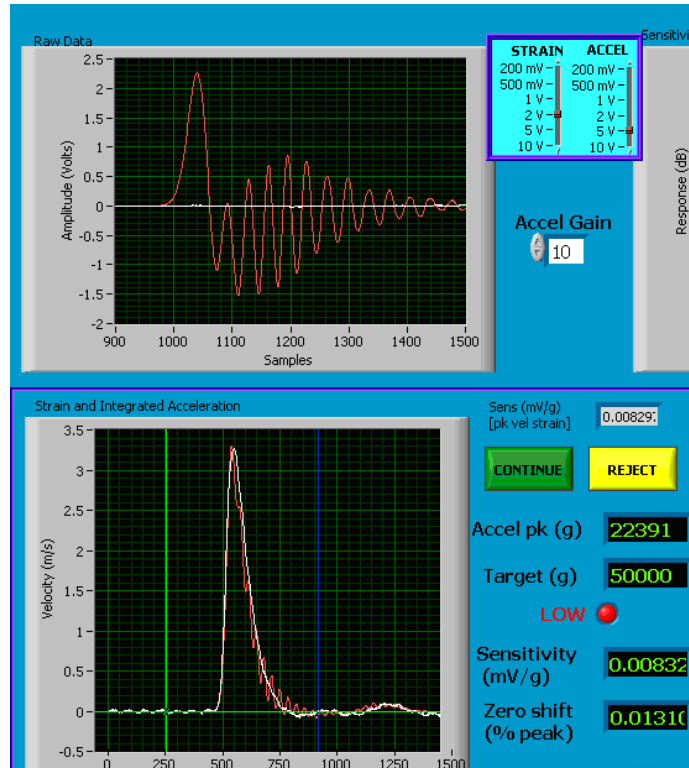 Raw Data
Amplitude (Volts)
2.5
2
1.5
1
0.5
0
-0.5
-1
-1.5
-2
900 1000 1100 1200 1300 1400 1500
Samples
STRAIN ACCEL
200 mV 200 mV
500 mV 500 mV
1 V 1 V
2 V 2 V
5 V 5 V
10 V 10 V
Accel Gain
10
Response (dB)
Strain and Integrated Acceleration
Velocity (m/s)
3.5
3
2.5
2
1.5
1
0.5
0
-0.5
0 250 500 750 1000 1250 1500
Sens (mV/g)
[pk vel strain]
CONTINUE REJECT
Accel pk (g) 22391
Target (g) 50000
LOW
Sensitivity
(mV/g)
0.00832
Zero shift
(% peak)